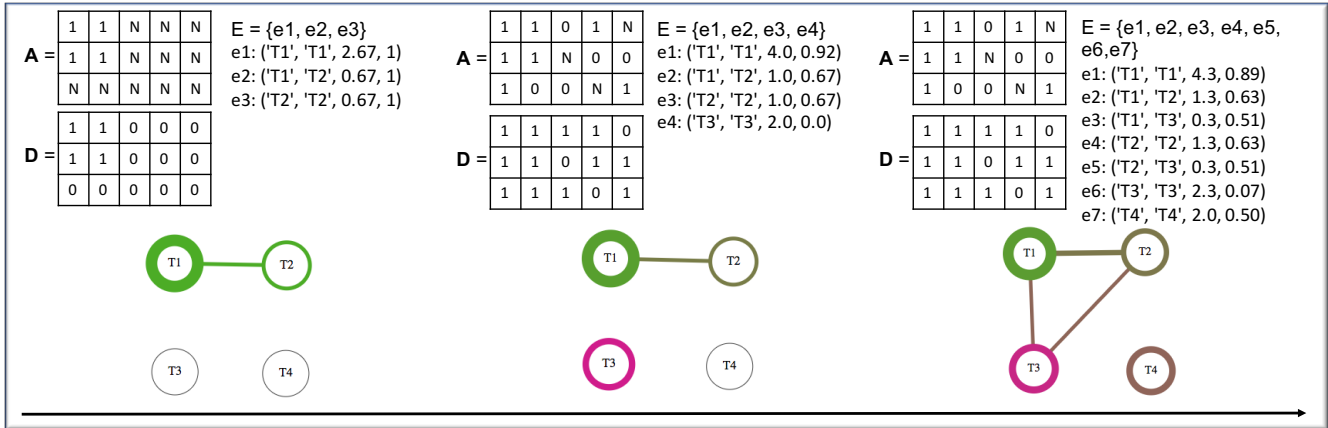 A =
1 1 N N N
1 1 N N N
N N N N N
D =
1 1 0 0 0
1 1 0 0 0
0 0 0 0 0
E = {e1, e2, e3}
e1: ('T1', 'T1', 2.67, 1)
e2: ('T1', 'T2', 0.67, 1)
e3: ('T2', 'T2', 0.67, 1)
T1
T2
T3
T4
A =
1 1 0 1 N
1 1 N 0 0
1 0 0 N 1
D =
1 1 1 1 0
1 1 0 1 1
1 1 1 0 1
E = {e1, e2, e3, e4}
e1: ('T1', 'T1', 4.0, 0.92)
e2: ('T1', 'T2', 1.0, 0.67)
e3: ('T2', 'T2', 1.0, 0.67)
e4: ('T3', 'T3', 2.0, 0.0)
T1
T2
T3
T4
A =
1 1 0 1 N
1 1 N 0 0
1 0 0 N 1
D =
1 1 1 1 0
1 1 0 1 1
1 1 1 0 1
E = {e1, e2, e3, e4, e5,
e6,e7}
e1: ('T1', 'T1', 4.3, 0.89)
e2: ('T1', 'T2', 1.3, 0.63)
e3: ('T1', 'T3', 0.3, 0.51)
e4: ('T2', 'T2', 1.3, 0.63)
e5: ('T2', 'T3', 0.3, 0.51)
e6: ('T3', 'T3', 2.3, 0.07)
e7: ('T4', 'T4', 2.0, 0.50)
T1
T2
T3
T4